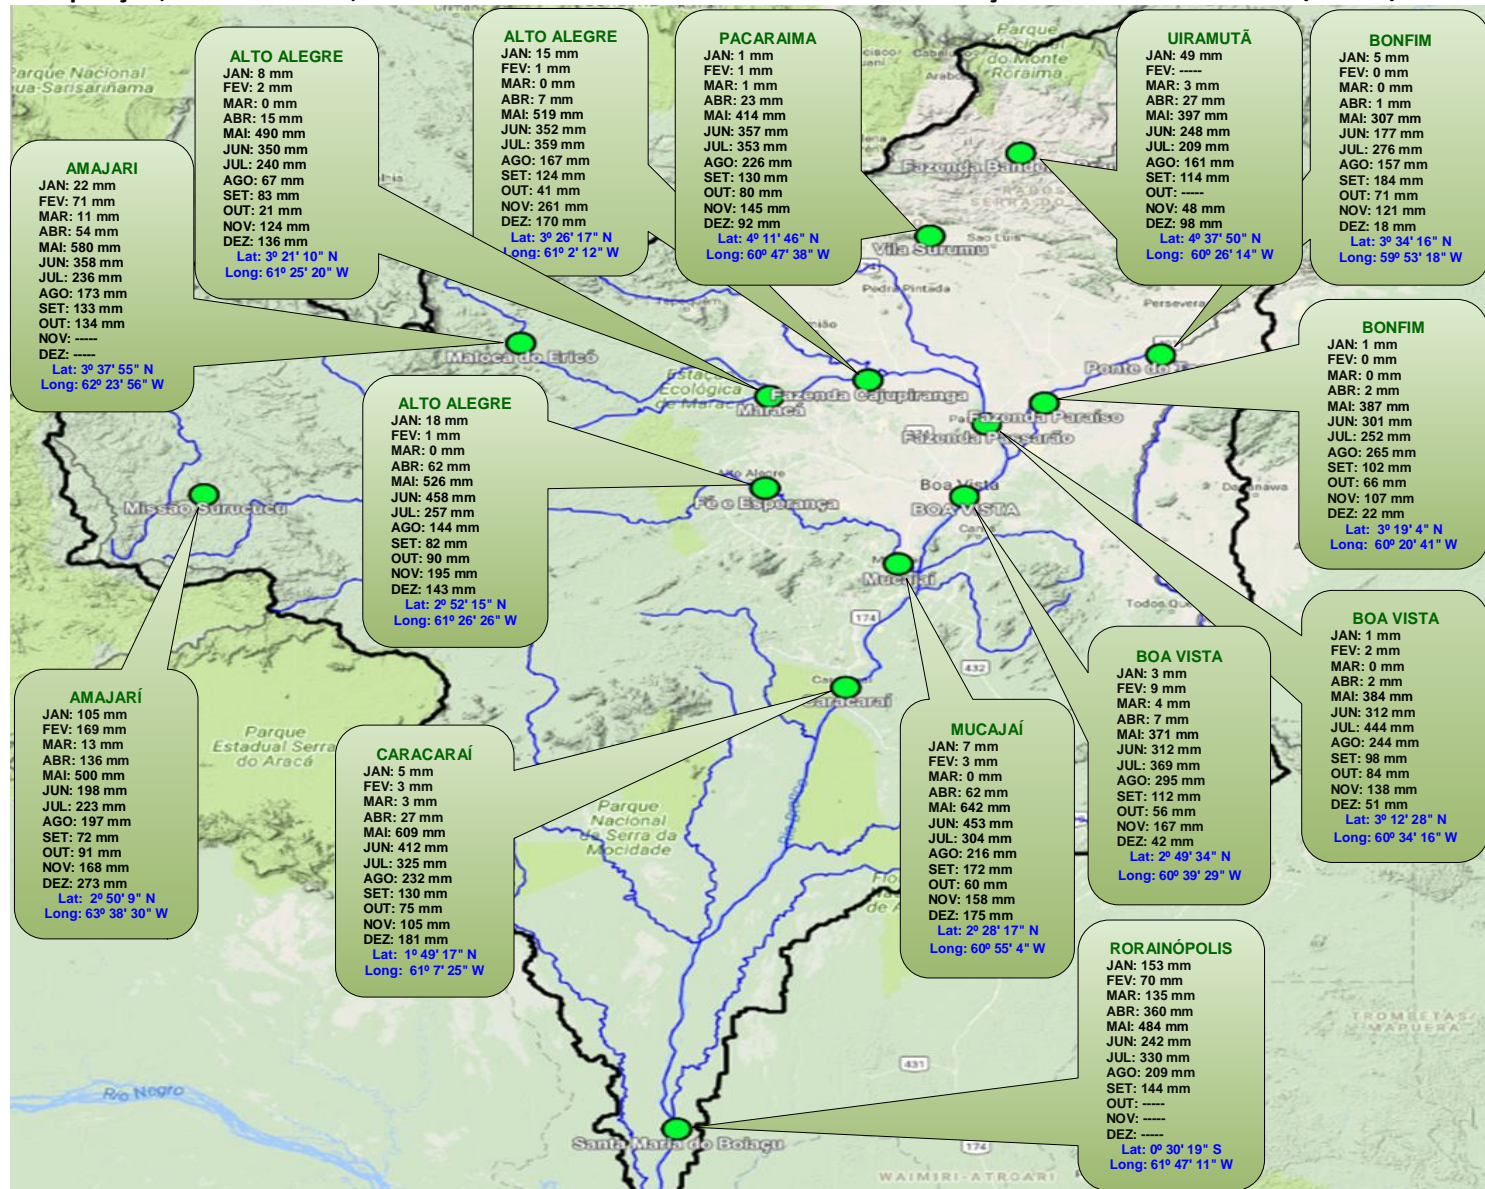 ALTO ALEGRE
JAN: 8 mm
FEV: 2 mm
MAR: 0 mm
ABR: 15 mm
MAI: 490 mm
JUN: 350 mm
JUL: 240 mm
AGO: 67 mm
SET: 83 mm
OUT: 21 mm
NOV: 124 mm
DEZ: 136 mm
Lat: 3º 21' 10" N
Long: 61º 25' 20" W
ALTO ALEGRE
JAN: 15 mm
FEV: 1 mm
MAR: 0 mm
ABR: 7 mm
MAI: 519 mm
JUN: 352 mm
JUL: 359 mm
AGO: 167 mm
SET: 124 mm
OUT: 41 mm
NOV: 261 mm
DEZ: 170 mm
Lat: 3º 26' 17" N
Long: 61º 2' 12" W
PACARAIMA
JAN: 1 mm
FEV: 1 mm
MAR: 1 mm
ABR: 23 mm
MAI: 414 mm
JUN: 357 mm
JUL: 353 mm
AGO: 226 mm
SET: 130 mm
OUT: 80 mm
NOV: 145 mm
DEZ: 92 mm
Lat: 4º 11' 46" N
Long: 60º 47' 38" W
UIRAMUTÃ
JAN: 49 mm
FEV: -----
MAR: 3 mm
ABR: 27 mm
MAI: 397 mm
JUN: 248 mm
JUL: 209 mm
AGO: 161 mm
SET: 114 mm
OUT: -----
NOV: 48 mm
DEZ: 98 mm
Lat: 4º 37' 50" N
Long: 60º 26' 14" W
BONFIM
JAN: 5 mm
FEV: 0 mm
MAR: 0 mm
ABR: 1 mm
MAI: 307 mm
JUN: 177 mm
JUL: 276 mm
AGO: 157 mm
SET: 184 mm
OUT: 71 mm
NOV: 121 mm
DEZ: 18 mm
Lat: 3º 34' 16" N
Long: 59º 53' 18" W
AMAJARI
JAN: 22 mm
FEV: 71 mm
MAR: 11 mm
ABR: 54 mm
MAI: 580 mm
JUN: 358 mm
JUL: 236 mm
AGO: 173 mm
SET: 133 mm
OUT: 134 mm
NOV: -----
DEZ: -----
Lat: 3º 37' 55" N
Long: 62º 23' 56" W
BONFIM
JAN: 1 mm
FEV: 0 mm
MAR: 0 mm
ABR: 2 mm
MAI: 387 mm
JUN: 301 mm
JUL: 252 mm
AGO: 265 mm
SET: 102 mm
OUT: 66 mm
NOV: 107 mm
DEZ: 22 mm
Lat: 3º 19' 4" N
Long: 60º 20' 41" W
ALTO ALEGRE
JAN: 18 mm
FEV: 1 mm
MAR: 0 mm
ABR: 62 mm
MAI: 526 mm
JUN: 458 mm
JUL: 257 mm
AGO: 144 mm
SET: 82 mm
OUT: 90 mm
NOV: 195 mm
DEZ: 143 mm
Lat: 2º 52' 15" N
Long: 61º 26' 26" W
BOA VISTA
JAN: 1 mm
FEV: 2 mm
MAR: 0 mm
ABR: 2 mm
MAI: 384 mm
JUN: 312 mm
JUL: 444 mm
AGO: 244 mm
SET: 98 mm
OUT: 84 mm
NOV: 138 mm
DEZ: 51 mm
Lat: 3º 12' 28" N
Long: 60º 34' 16" W
BOA VISTA
JAN: 3 mm
FEV: 9 mm
MAR: 4 mm
ABR: 7 mm
MAI: 371 mm
JUN: 312 mm
JUL: 369 mm
AGO: 295 mm
SET: 112 mm
OUT: 56 mm
NOV: 167 mm
DEZ: 42 mm
Lat: 2º 49' 34" N
Long: 60º 39' 29" W
AMAJARÍ
JAN: 105 mm
FEV: 169 mm
MAR: 13 mm
ABR: 136 mm
MAI: 500 mm
JUN: 198 mm
JUL: 223 mm
AGO: 197 mm
SET: 72 mm
OUT: 91 mm
NOV: 168 mm
DEZ: 273 mm
Lat: 2º 50' 9" N
Long: 63º 38' 30" W
CARACARAÍ
JAN: 5 mm
FEV: 3 mm
MAR: 3 mm
ABR: 27 mm
MAI: 609 mm
JUN: 412 mm
JUL: 325 mm
AGO: 232 mm
SET: 130 mm
OUT: 75 mm
NOV: 105 mm
DEZ: 181 mm
Lat: 1º 49' 17" N
Long: 61º 7' 25" W
MUCAJAÍ
JAN: 7 mm
FEV: 3 mm
MAR: 0 mm
ABR: 62 mm
MAI: 642 mm
JUN: 453 mm
JUL: 304 mm
AGO: 216 mm
SET: 172 mm
OUT: 60 mm
NOV: 158 mm
DEZ: 175 mm
Lat: 2º 28' 17" N
Long: 60º 55' 4" W
RORAINÓPOLIS
JAN: 153 mm
FEV: 70 mm
MAR: 135 mm
ABR: 360 mm
MAI: 484 mm
JUN: 242 mm
JUL: 330 mm
AGO: 209 mm
SET: 144 mm
OUT: -----
NOV: -----
DEZ: -----
Lat: 0º 30' 19" S
Long: 61º 47' 11" W
Parque
do Monte
Roraima
Vila Surumu
Sao Luis
Pedra Pintada
Maloca do Ericó
Estaç
Ecológica
de Maracá
Maracá
Fazenda Cajupiranga
Fazenda Paraíso
Fazenda Passarão
Missão Surucucu
Alto Alegre
Fé e Esperança
Boa Vista
BOA VISTA
Mucajaí
174
432
Todos Que
Caracaraí
Parque
Estadual Serra
do Aracá
Parque
Nacional
da Serra da
Mocidade
Rio Branco
Rio Negro
431
174
Santa Maria do Boiaçu
WAIMIRI-ATROARI
TROMBETAS/
MAPUERA